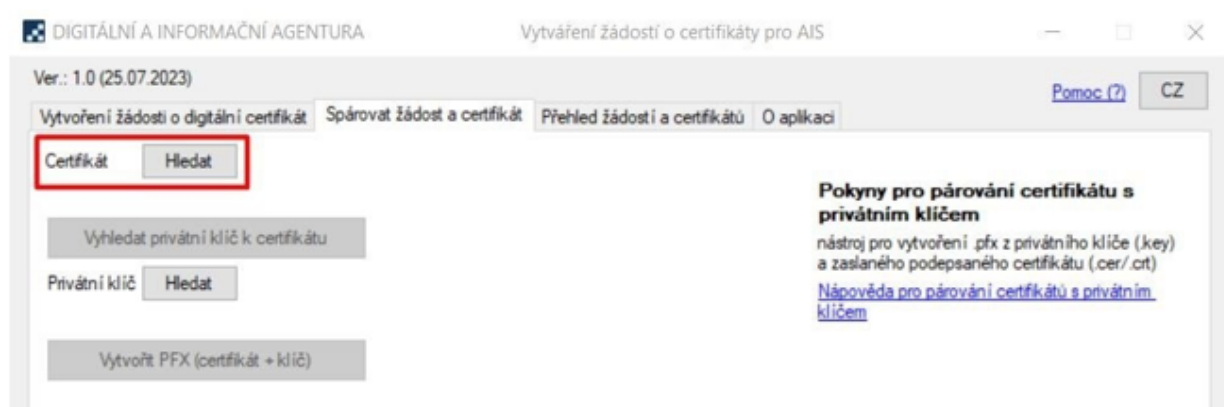 DIGITÁLNÍ A INFORMAČNÍ AGENTURA Vytváření žádostí o certifikáty pro AIS
Ver.: 1.0 (25.07.2023)
Pomoc (?) CZ
Vytvoření žádosti o digitální certifikát Spárovat žádost a certifikát Přehled žádostí a certifikátů O aplikaci
Certifikát Hledat
Pokyny pro párování certifikátu s
privátním klíčem
nástroj pro vytvoření .pfx z privátního klíče (.key)
a zaslaného podepsaného certifikátu (.cer/.crt)
Nápověda pro párování certifikátů s privátním
klíčem
Vyhledat privátní klíč k certifikátu
Privátní klíč Hledat
Vytvořit PFX (certifikát + klíč)